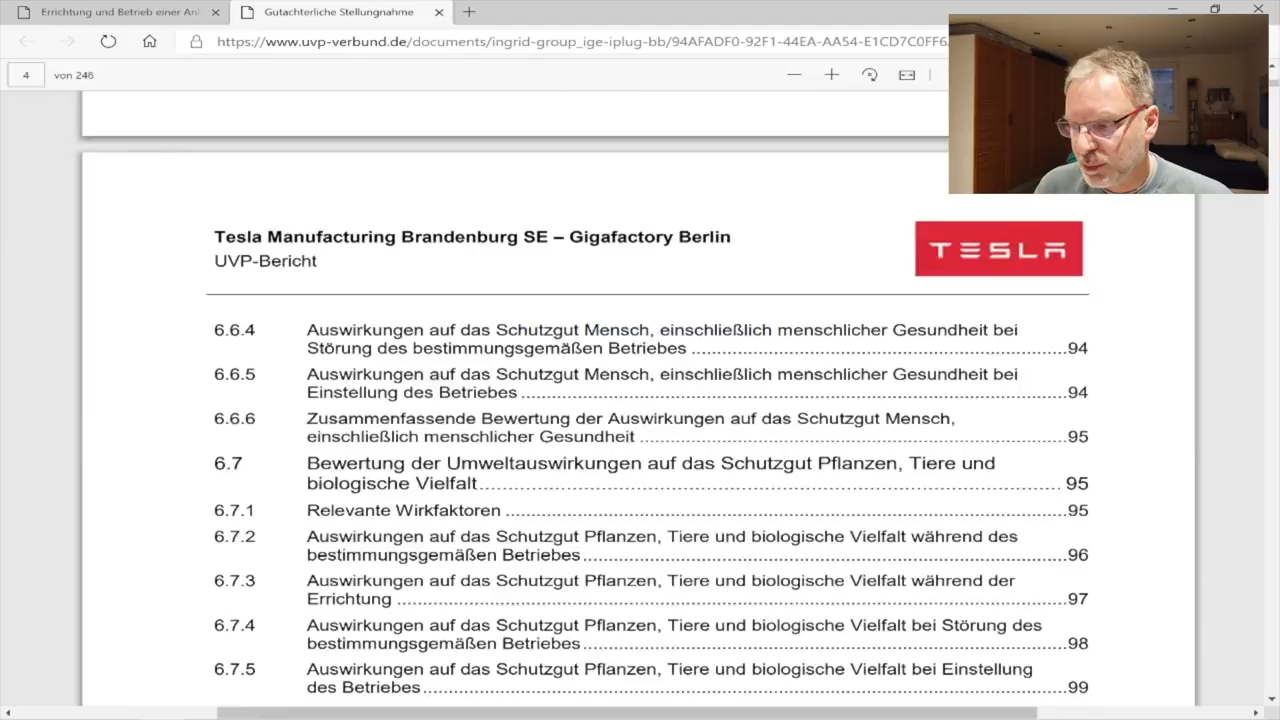 Errichtung und Betrieb einer Anl
Gutachterliche Stellungnahme
https://www.uvp-verbund.de/documents/ingrid-group_ige-iplug-bb/94AFADF0-92F1-44EA-AA54-E1CD7C0FF6
4 von 246
Tesla Manufacturing Brandenburg SE – Gigafactory Berlin
UVP-Bericht
TESLA
6.6.4 Auswirkungen auf das Schutzgut Mensch, einschließlich menschlicher Gesundheit bei
Störung des bestimmungsgemäßen Betriebes ........................................................94
6.6.5 Auswirkungen auf das Schutzgut Mensch, einschließlich menschlicher Gesundheit bei
Einstellung des Betriebes ........................................................94
6.6.6 Zusammenfassende Bewertung der Auswirkungen auf das Schutzgut Mensch,
einschließlich menschlicher Gesundheit ........................................................95
6.7 Bewertung der Umweltauswirkungen auf das Schutzgut Pflanzen, Tiere und
biologische Vielfalt........................................................ 95
6.7.1 Relevante Wirkfaktoren ........................................................95
6.7.2 Auswirkungen auf das Schutzgut Pflanzen, Tiere und biologische Vielfalt während des
bestimmungsgemäßen Betriebes........................................................96
6.7.3 Auswirkungen auf das Schutzgut Pflanzen, Tiere und biologische Vielfalt während der
Errichtung ........................................................97
6.7.4 Auswirkungen auf das Schutzgut Pflanzen, Tiere und biologische Vielfalt bei Störung des
bestimmungsgemäßen Betriebes........................................................98
6.7.5 Auswirkungen auf das Schutzgut Pflanzen, Tiere und biologische Vielfalt bei Einstellung
des Betriebes........................................................99